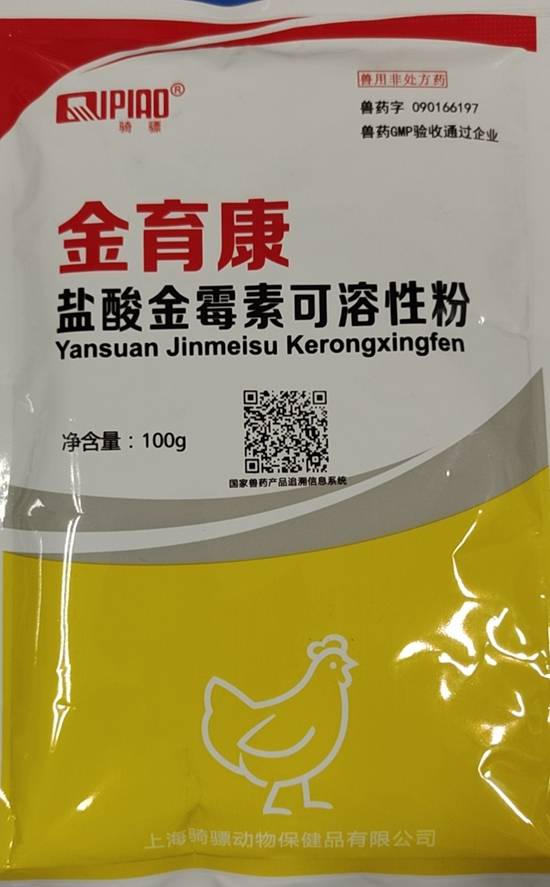 QIPIAO®
骑骠
兽用非处方药
兽药字 090166197
兽药GMP验收通过企业
金育康
盐酸金霉素可溶性粉
Yansuan Jinmeisu Kerongxingfen
净含量：100g
国家兽药产品追溯信息系统
上海骑骠动物保健品有限公司